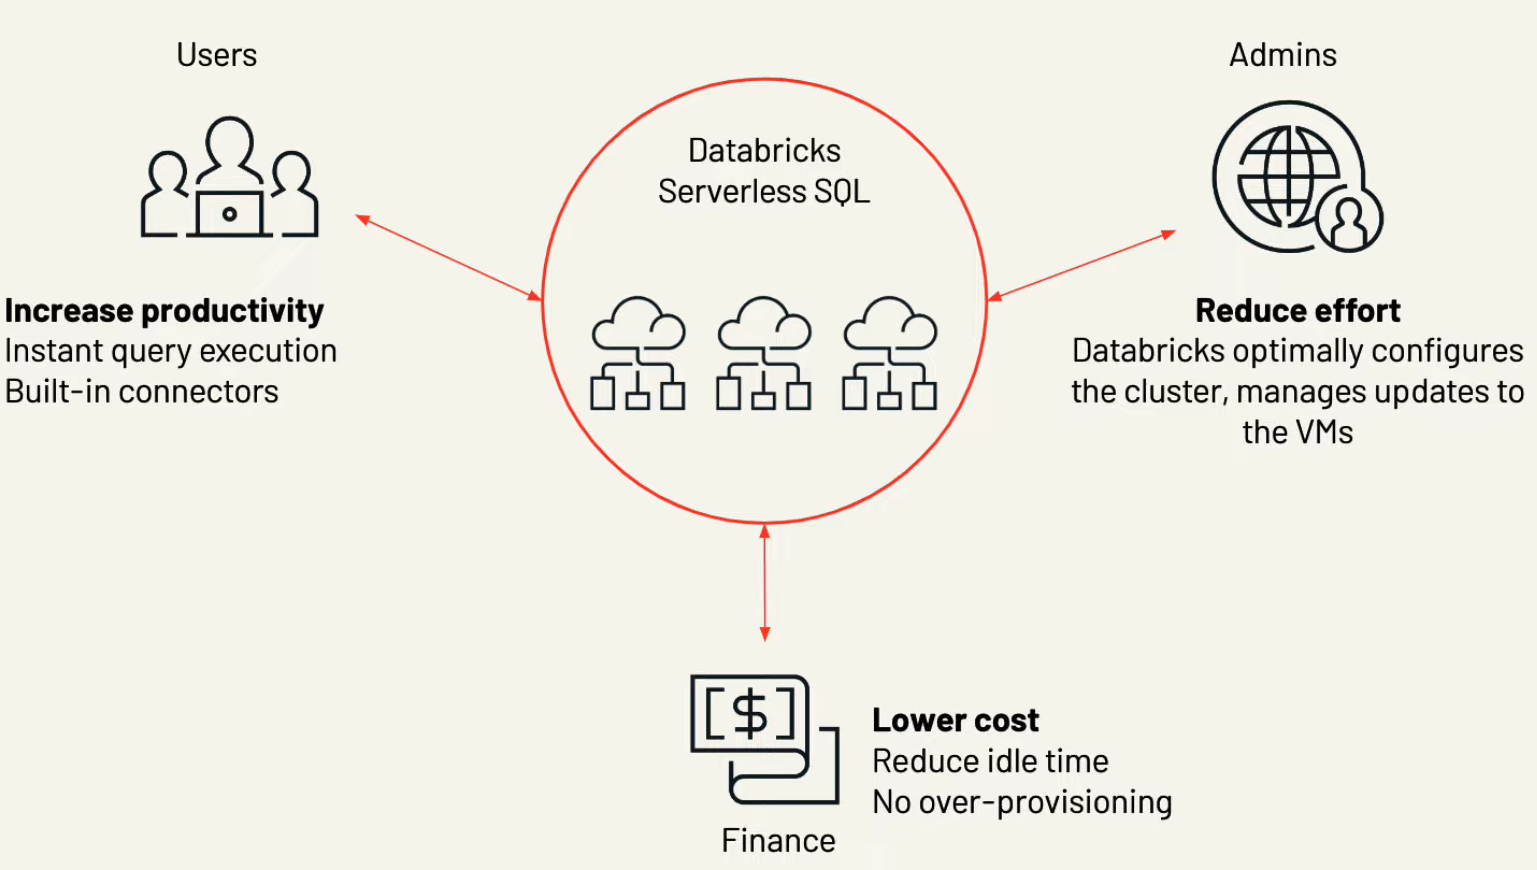 Users
Increase productivity
Instant query execution
Built-in connectors
Databricks
Serverless SQL
Admins
Reduce effort
Databricks optimally configures
the cluster, manages updates to
the VMs
[$]
Finance
Lower cost
Reduce idle time
No over-provisioning